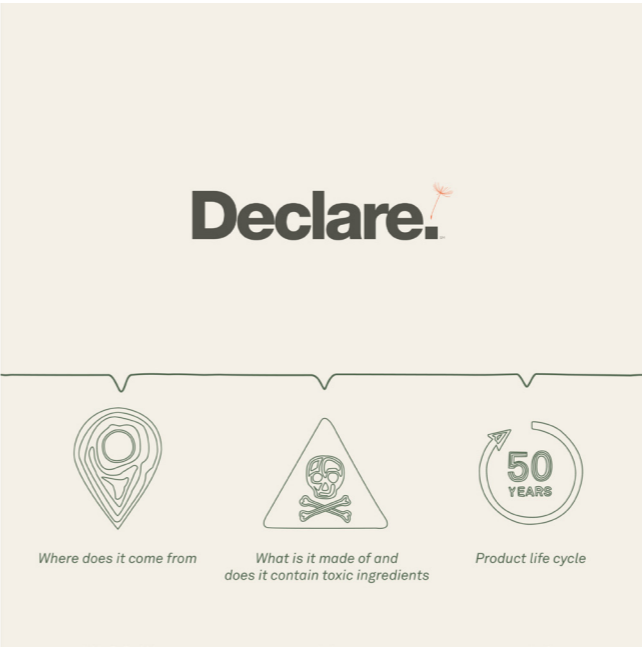 Declare.
50
YEARS
Where does it come from
What is it made of and
does it contain toxic ingredients
Product life cycle